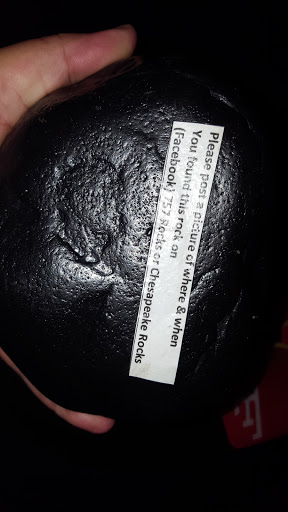 Please post a picture of where & when
You found this rock on
(Facebook) 757 Rocks or Chesapeake Rocks